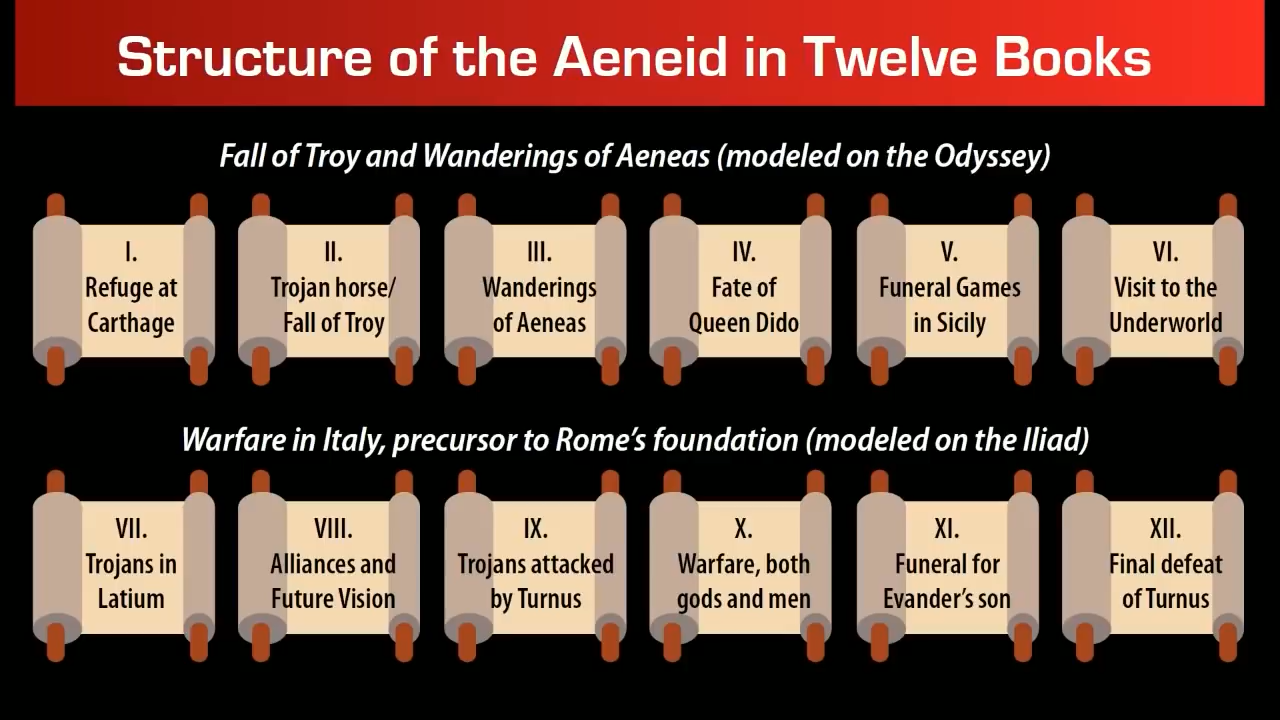 Structure of the Aeneid in Twelve Books
Fall of Troy and Wanderings of Aeneas (modeled on the Odyssey)
I.
Refuge at
Carthage
II.
Trojan horse/
Fall of Troy
III.
Wanderings
of Aeneas
IV.
Fate of
Queen Dido
V.
Funeral Games
in Sicily
VI.
Visit to the
Underworld
Warfare in Italy, precursor to Rome’s foundation (modeled on the Iliad)
VII.
Trojans in
Latium
VIII.
Alliances and
Future Vision
IX.
Trojans attacked
by Turnus
X.
Warfare, both
gods and men
XI.
Funeral for
Evander’s son
XII.
Final defeat
of Turnus